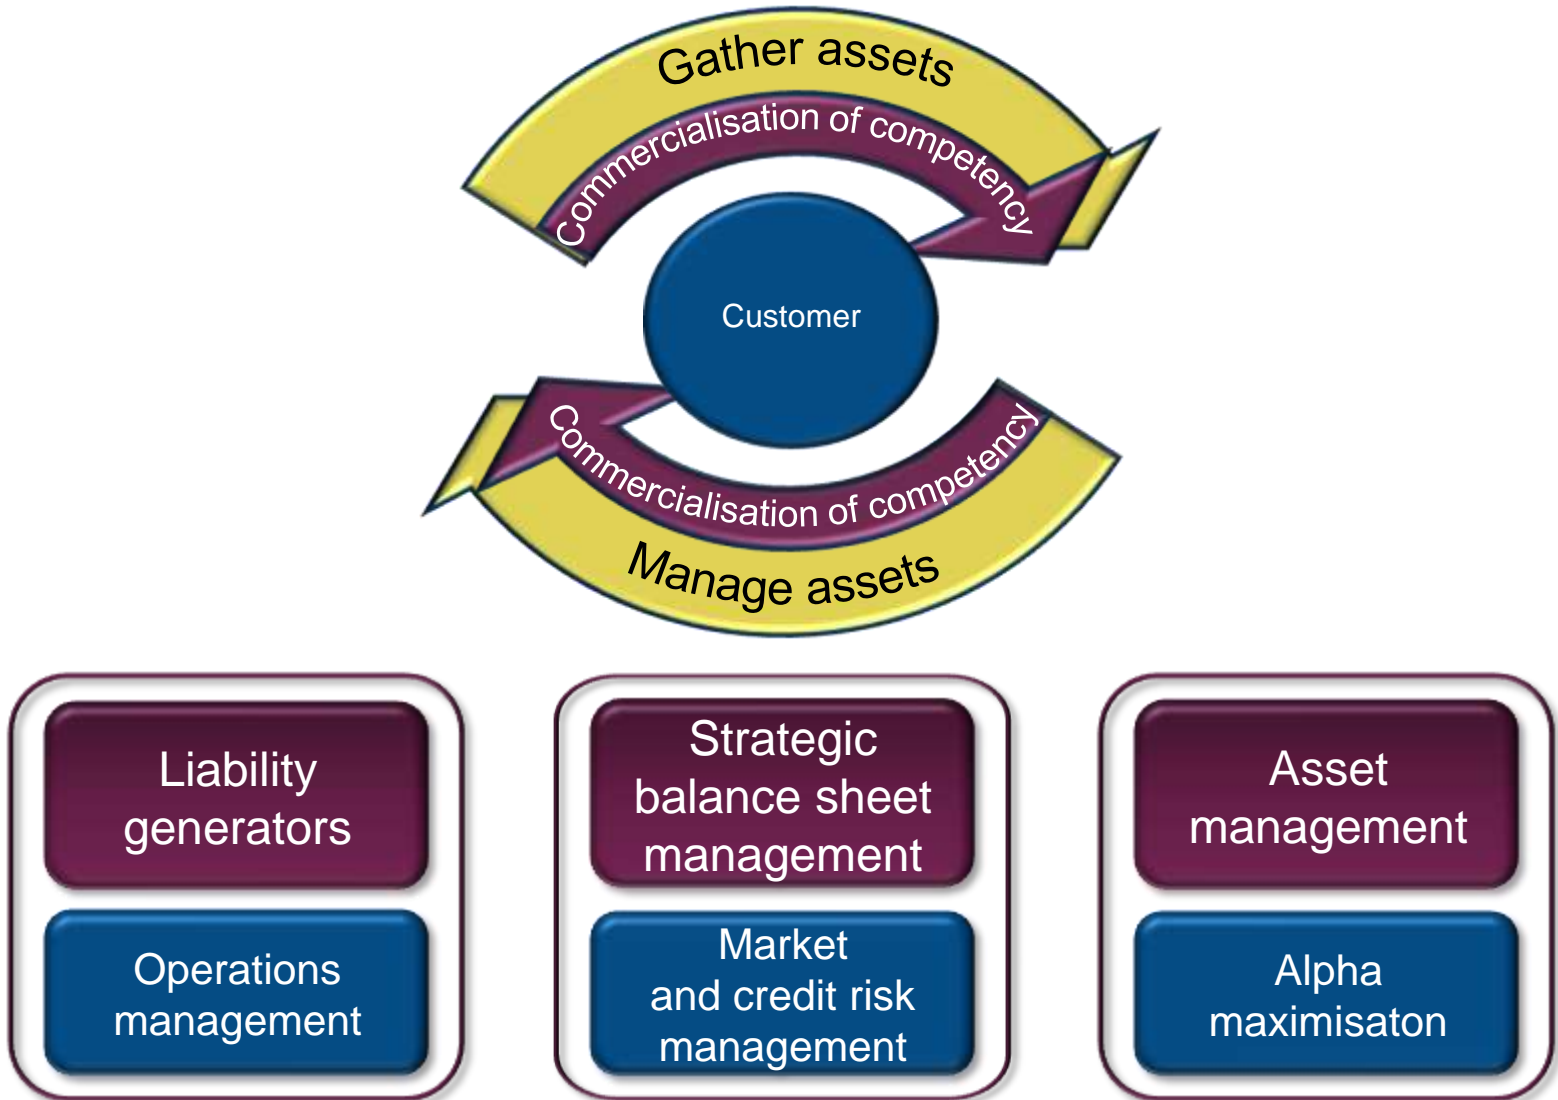 Gather assets
Commercialisation of competency
Customer
Commercialisation of competency
Manage assets
Liability
generators
Operations
management
Strategic
balance sheet
management
Market
and credit risk
management
Asset
management
Alpha
maximisaton